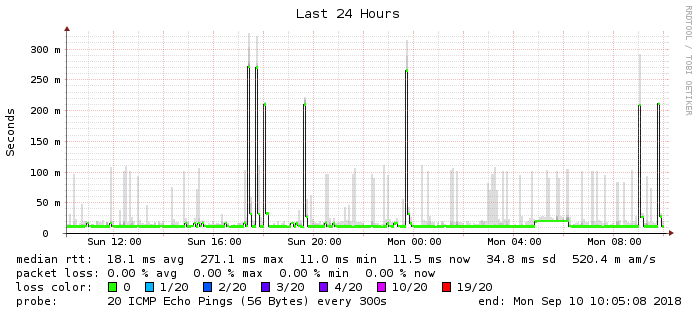 Last 24 Hours
RRDTOOL / TOBI OETIKER
Seconds
300 m
250 m
200 m
150 m
100 m
50 m
0
Sun 12:00 Sun 16:00 Sun 20:00 Mon 00:00 Mon 04:00 Mon 08:00
median rtt: 18.1 ms avg 271.1 ms max 11.0 ms min 11.5 ms now 34.8 ms sd 520.4 m am/s
packet loss: 0.00 % avg 0.00 % max 0.00 % min 0.00 % now
loss color: 0 1/20 2/20 3/20 4/20 10/20 19/20
probe: 20 ICMP Echo Pings (56 Bytes) every 300s end: Mon Sep 10 10:05:08 2018